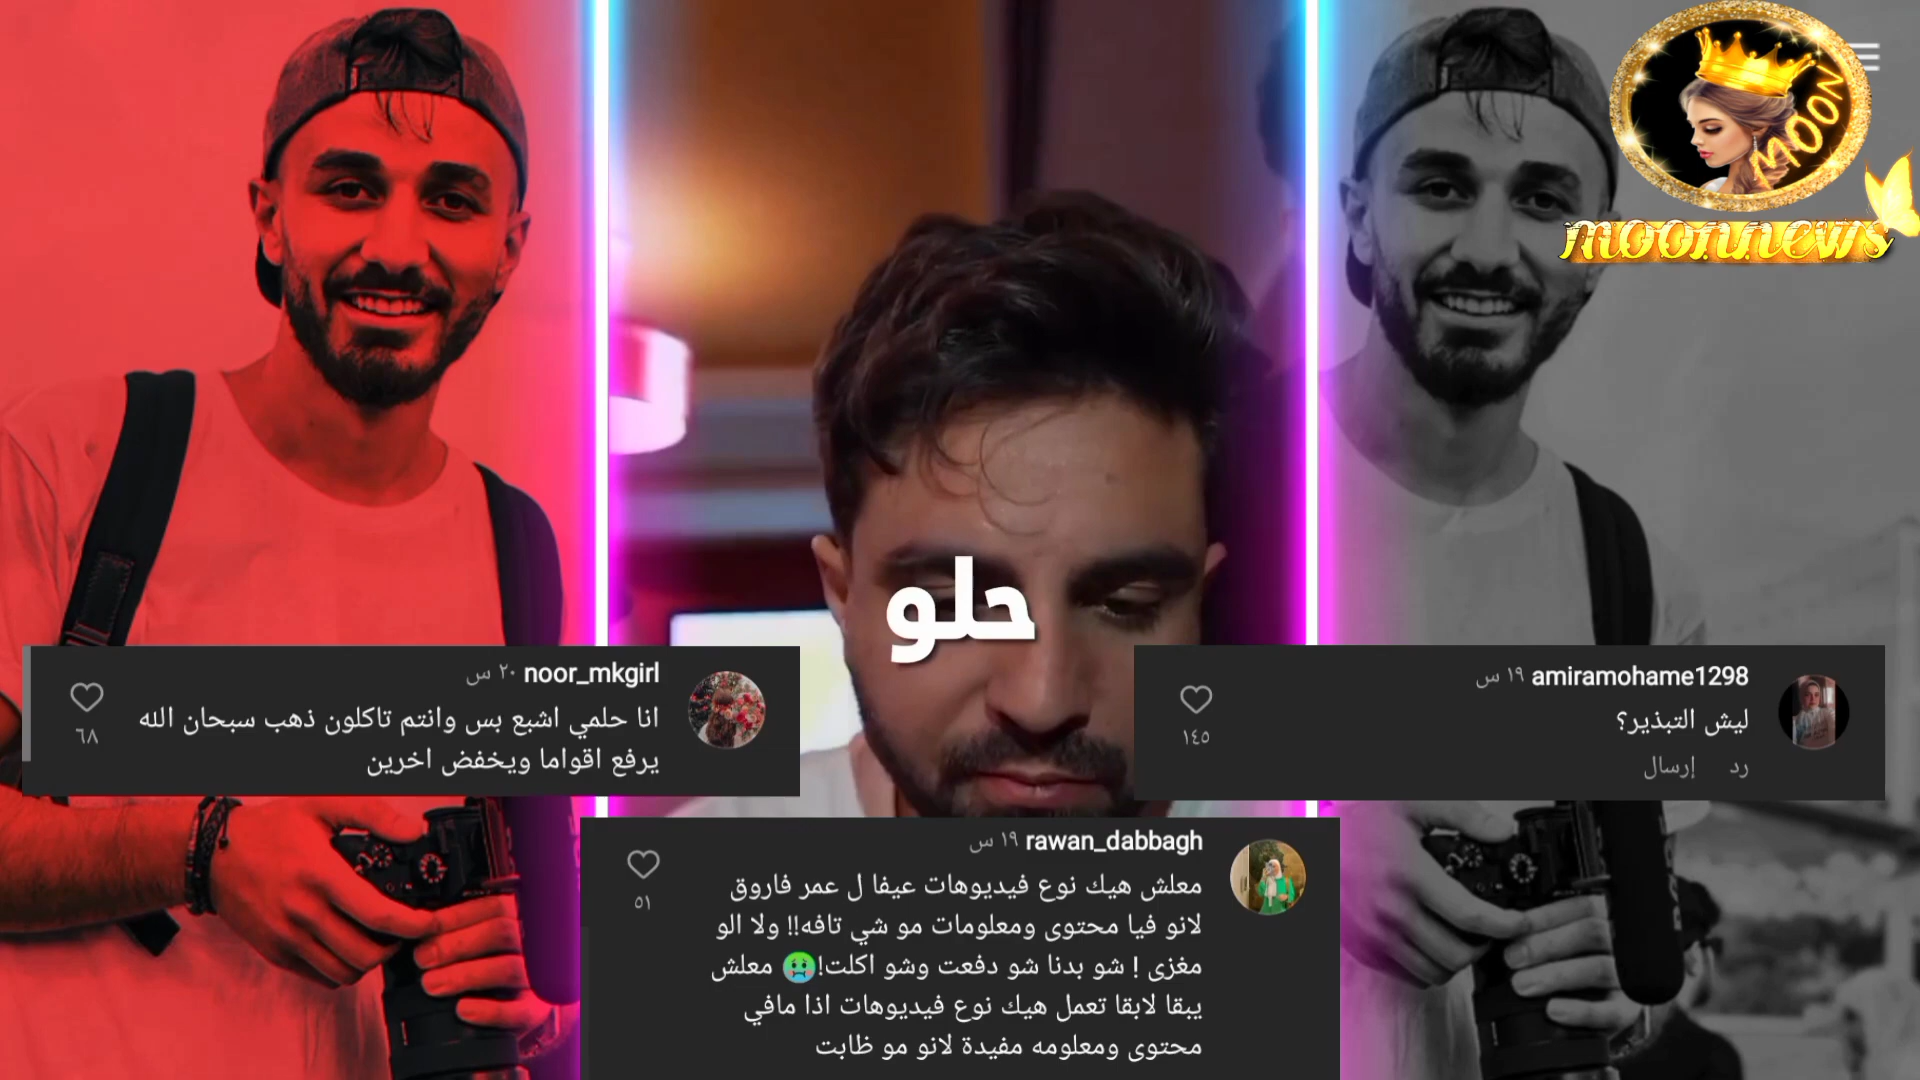 MOON
moonnews
حلو
noor_mkgirl ٢٠ س
انا حلمي اشبع بس وانتم تاكلون ذهب سبحان الله
يرفع اقواما ويخفض اخرين
٦٨
amiramohame1298 ١٩ س
ليش التبذير؟
رد إرسال
١٤٥
rawan_dabbagh ١٩ س
معلش هيك نوع فيديوهات عيفا ل عمر فاروق
لانو فيا محتوى ومعلومات مو شي تافه!! ولا الو
مغزى ! شو بدنا شو دفعت وشو اكلت!🤢 معلش
يبقا لابقا تعمل هيك نوع فيديوهات اذا مافي
محتوى ومعلومه مفيدة لانو مو ظابت
٥١